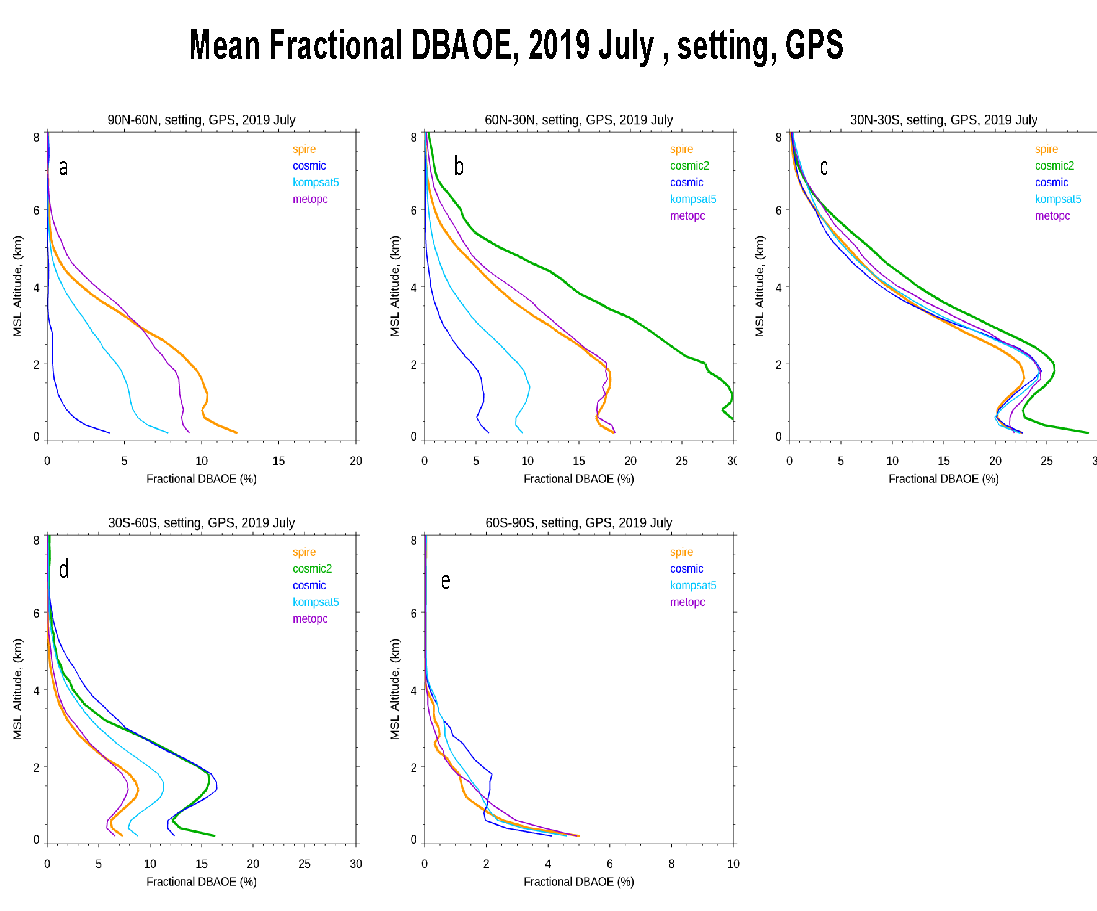 Mean Fractional DBAOE, 2019 July , setting, GPS
90N-60N, setting, GPS, 2019 July
a
spire
cosmic
kompsat5
metopc
MSL Altitude, (km)
8
6
4
2
0
0 5 10 15 20
Fractional DBAOE (%)
60N-30N, setting, GPS, 2019 July
b
spire
cosmic2
cosmic
kompsat5
metopc
MSL Altitude, (km)
8
6
4
2
0
0 5 10 15 20 25 30
Fractional DBAOE (%)
30N-30S, setting, GPS, 2019 July
c
spire
cosmic2
cosmic
kompsat5
metopc
MSL Altitude, (km)
8
6
4
2
0
0 5 10 15 20 25 30
Fractional DBAOE (%)
30S-60S, setting, GPS, 2019 July
d
spire
cosmic2
cosmic
kompsat5
metopc
MSL Altitude, (km)
8
6
4
2
0
0 5 10 15 20 25 30
Fractional DBAOE (%)
60S-90S, setting, GPS, 2019 July
e
spire
cosmic
kompsat5
metopc
MSL Altitude, (km)
8
6
4
2
0
0 2 4 6 8 10
Fractional DBAOE (%)